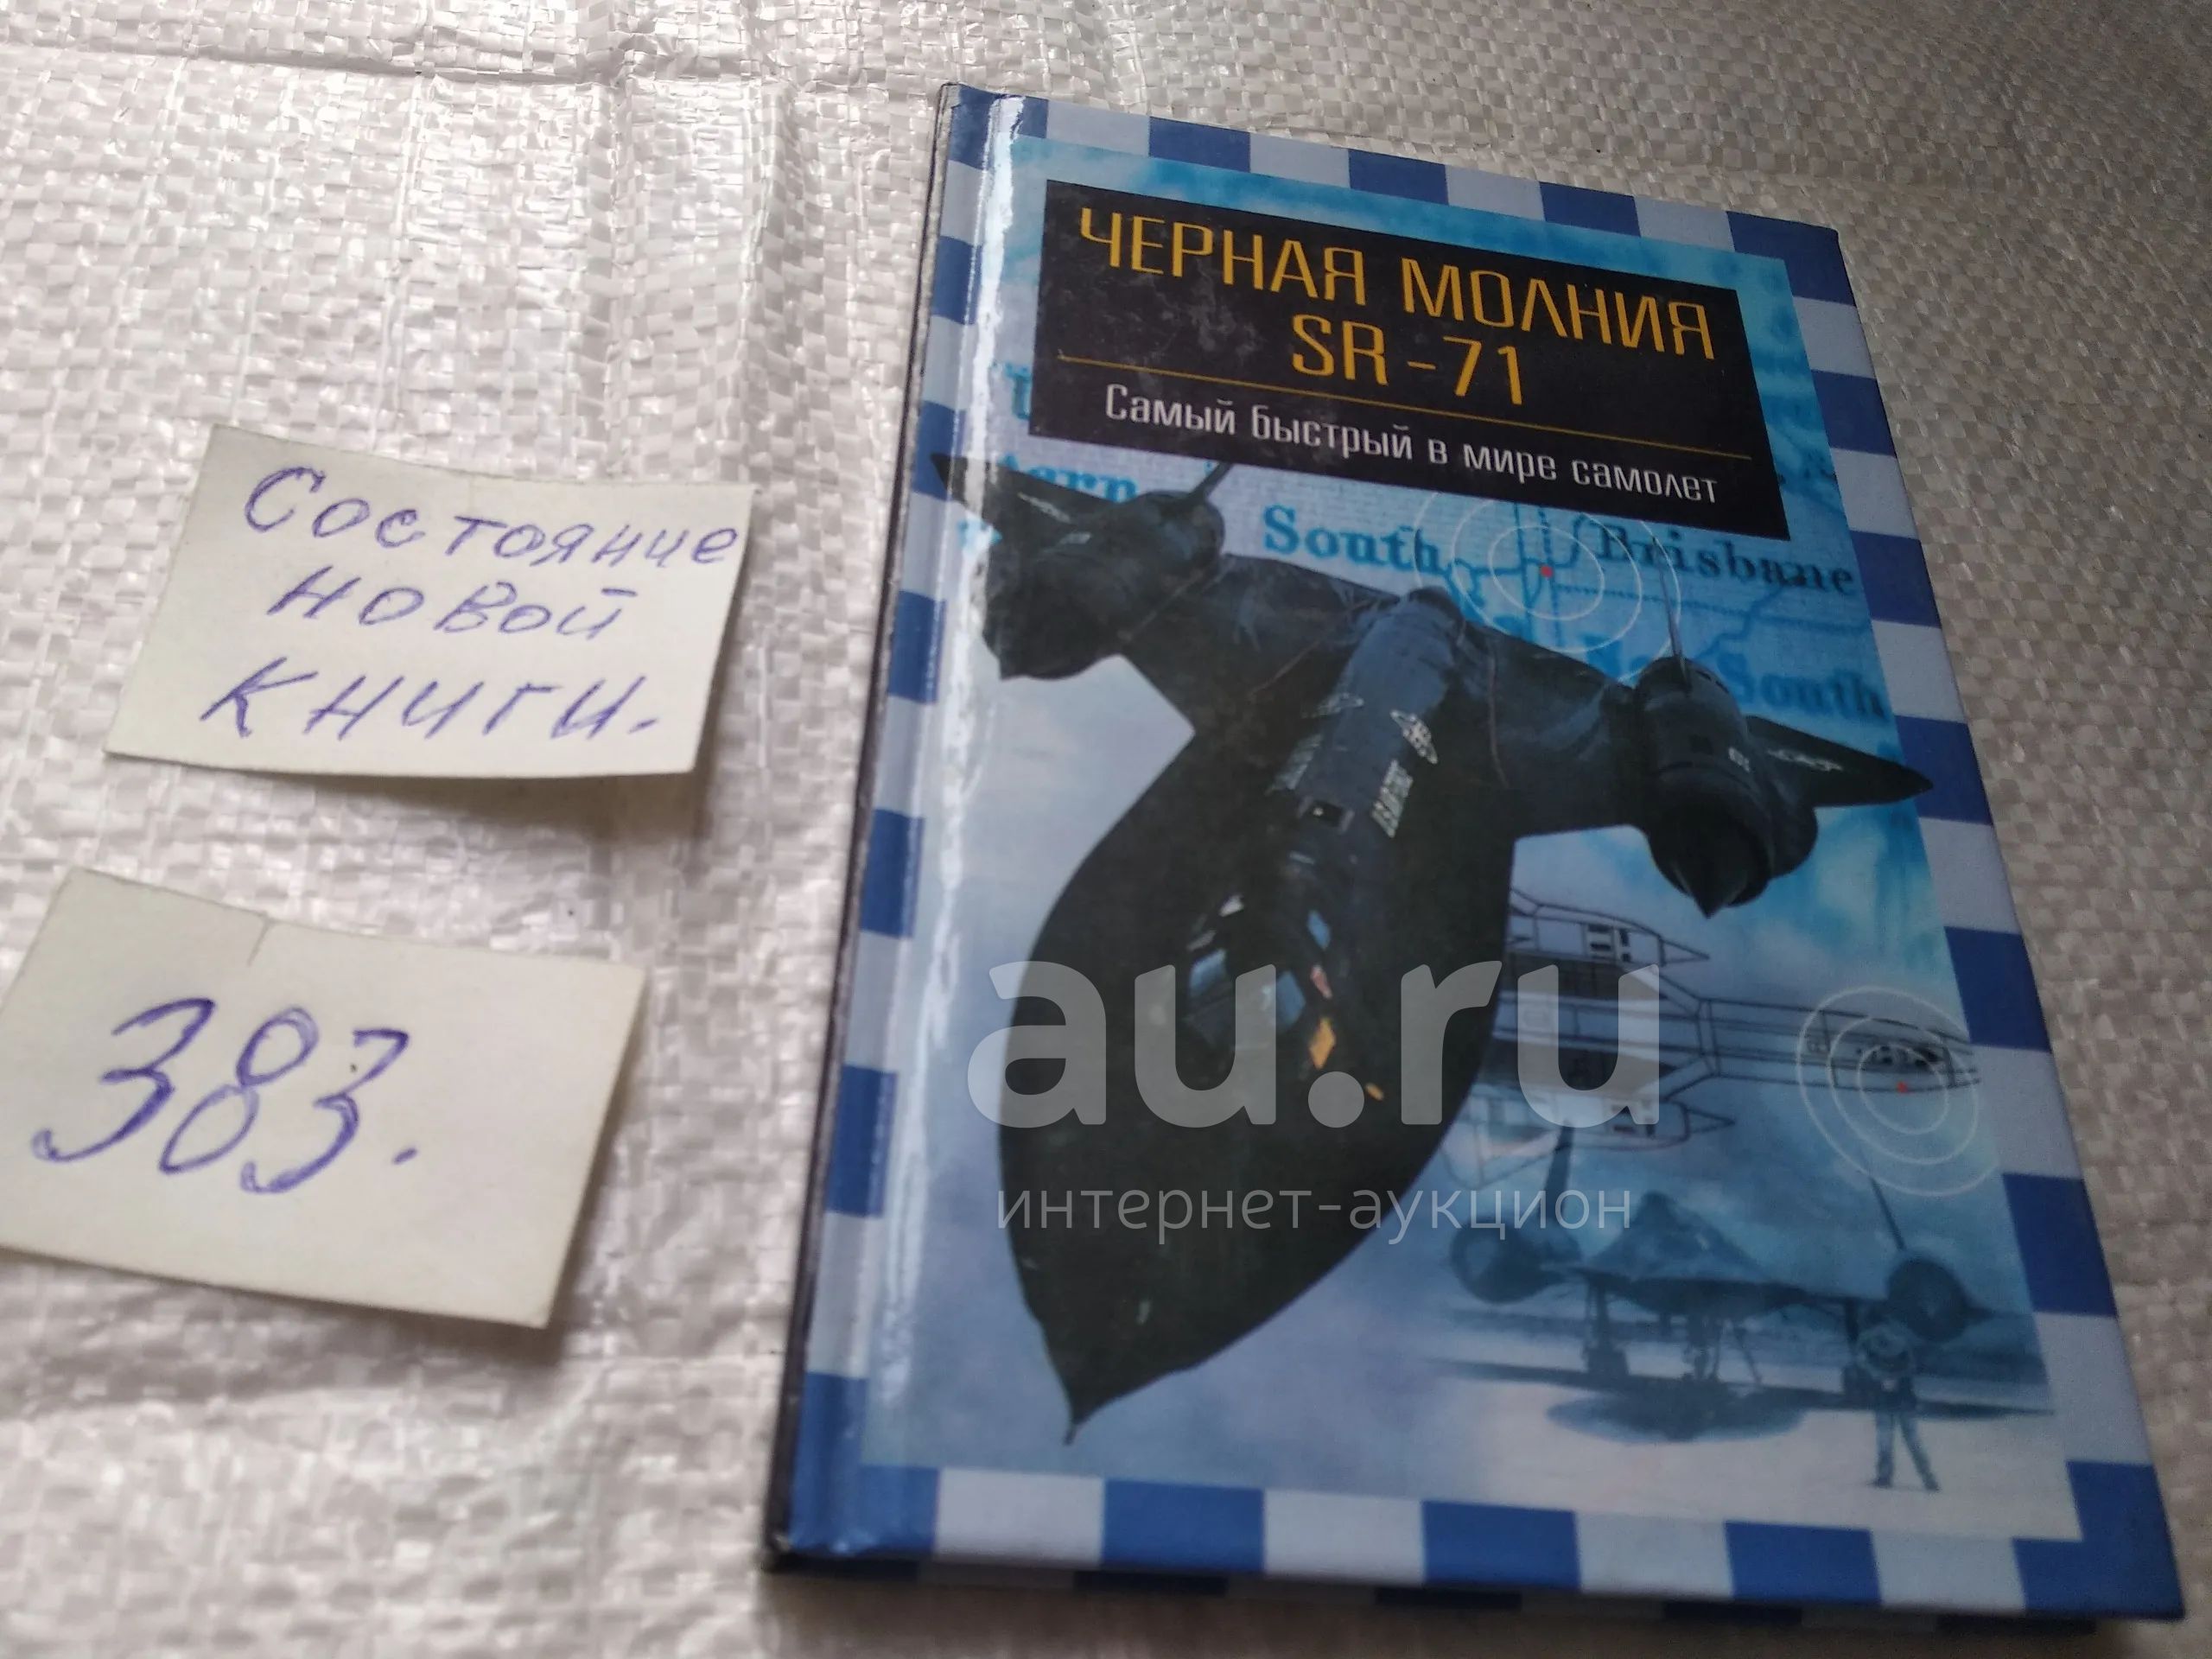 ЧЕРНАЯ МОЛНИЯ
SR-71
Самый быстрый в мире самолет
South
Brisbane
South
Состояние
новой
книги.
383.
au.ru
интернет-аукцион